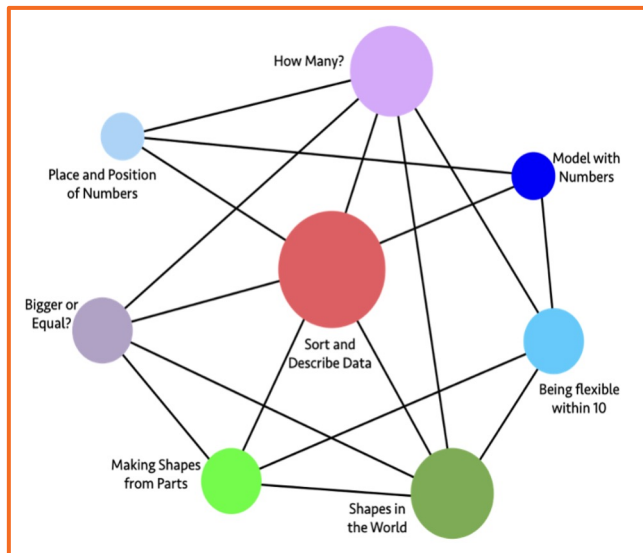 How Many?
Place and Position
of Numbers
Model with
Numbers
Bigger or
Equal?
Sort and
Describe Data
Being flexible
within 10
Making Shapes
from Parts
Shapes in
the World